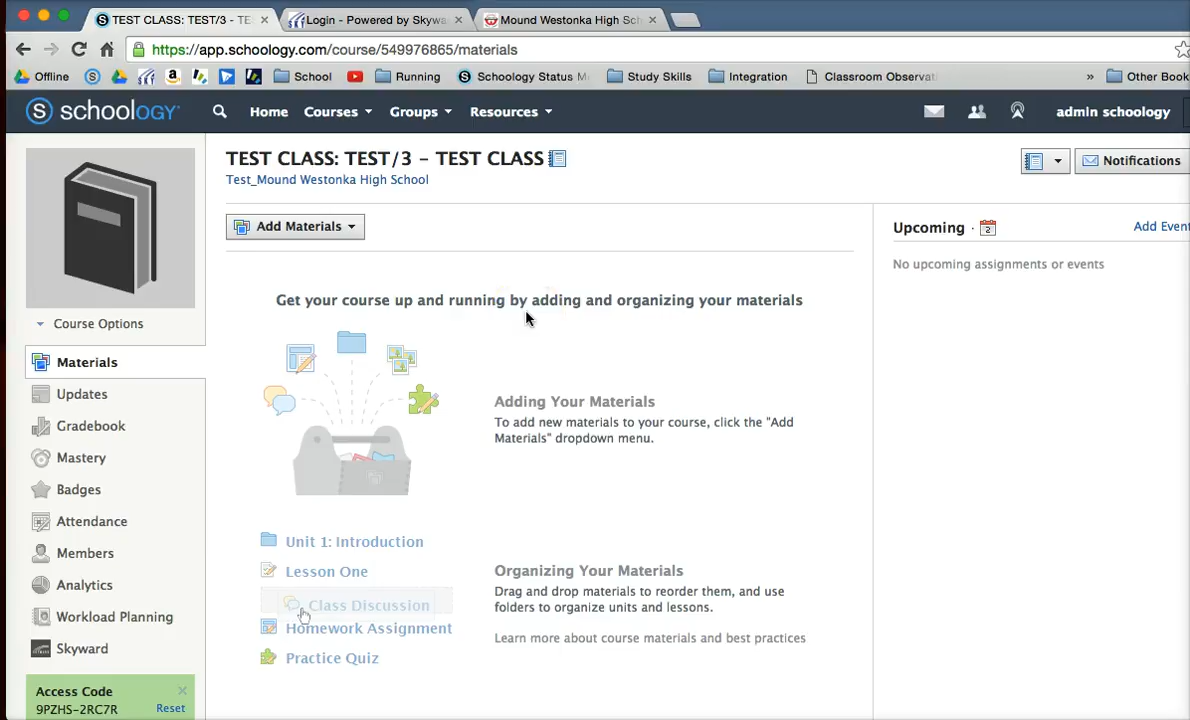 TEST CLASS: TEST/3 - TE
Login - Powered by Skywa
Mound Westonka High Sch
https://app.schoology.com/course/549976865/materials
Offline
School
Running
Schoology Status M
Study Skills
Integration
Classroom Observati
»
Other Book
schoology
Home
Courses
Groups
Resources
admin schoology
TEST CLASS: TEST/3 - TEST CLASS
Test_Mound Westonka High School
Notifications
Add Materials
Upcoming · 2
Add Event
No upcoming assignments or events
Get your course up and running by adding and organizing your materials
Course Options
Materials
Updates
Gradebook
Mastery
Badges
Attendance
Members
Analytics
Workload Planning
Skyward
Access Code
9PZHS-2RC7R
Reset
Adding Your Materials
To add new materials to your course, click the "Add
Materials" dropdown menu.
Unit 1: Introduction
Lesson One
Class Discussion
Homework Assignment
Practice Quiz
Organizing Your Materials
Drag and drop materials to reorder them, and use
folders to organize units and lessons.
Learn more about course materials and best practices